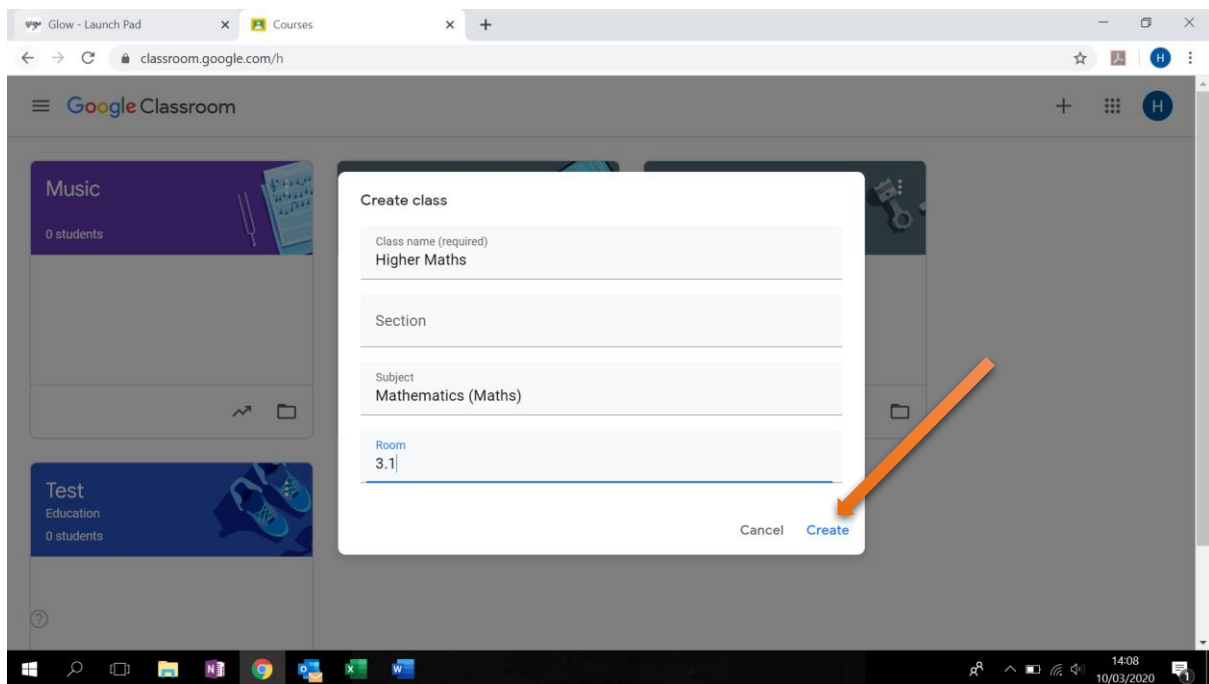 Glow - Launch Pad
Courses
classroom.google.com/h
H
Google Classroom
H
Music
0 students
Create class
Class name (required)
Higher Maths
Section
Subject
Mathematics (Maths)
Room
3.1
Cancel Create
Test
Education
0 students
14:08
10/03/2020
1